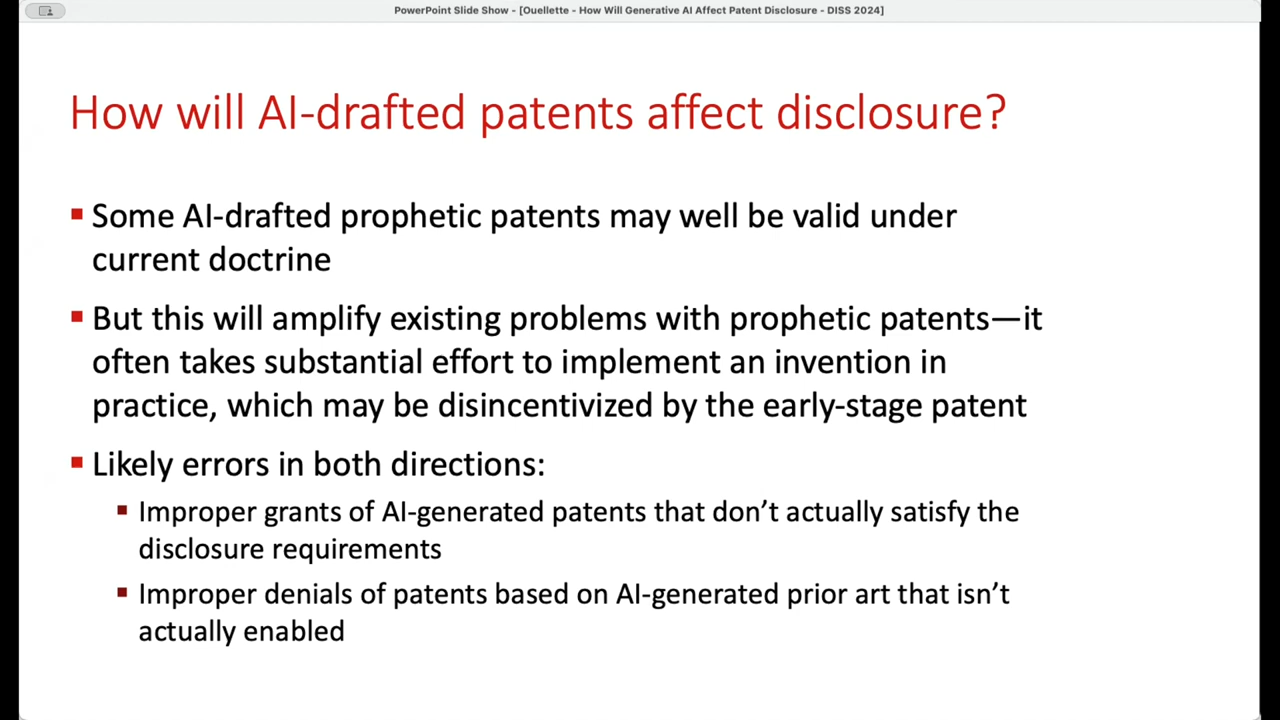 PowerPoint Slide Show - [Ouellette - How Will Generative AI Affect Patent Disclosure - DISS 2024]
How will AI-drafted patents affect disclosure?
Some AI-drafted prophetic patents may well be valid under
current doctrine
But this will amplify existing problems with prophetic patents—it
often takes substantial effort to implement an invention in
practice, which may be disincentivized by the early-stage patent
Likely errors in both directions:
Improper grants of AI-generated patents that don’t actually satisfy the
disclosure requirements
Improper denials of patents based on AI-generated prior art that isn’t
actually enabled